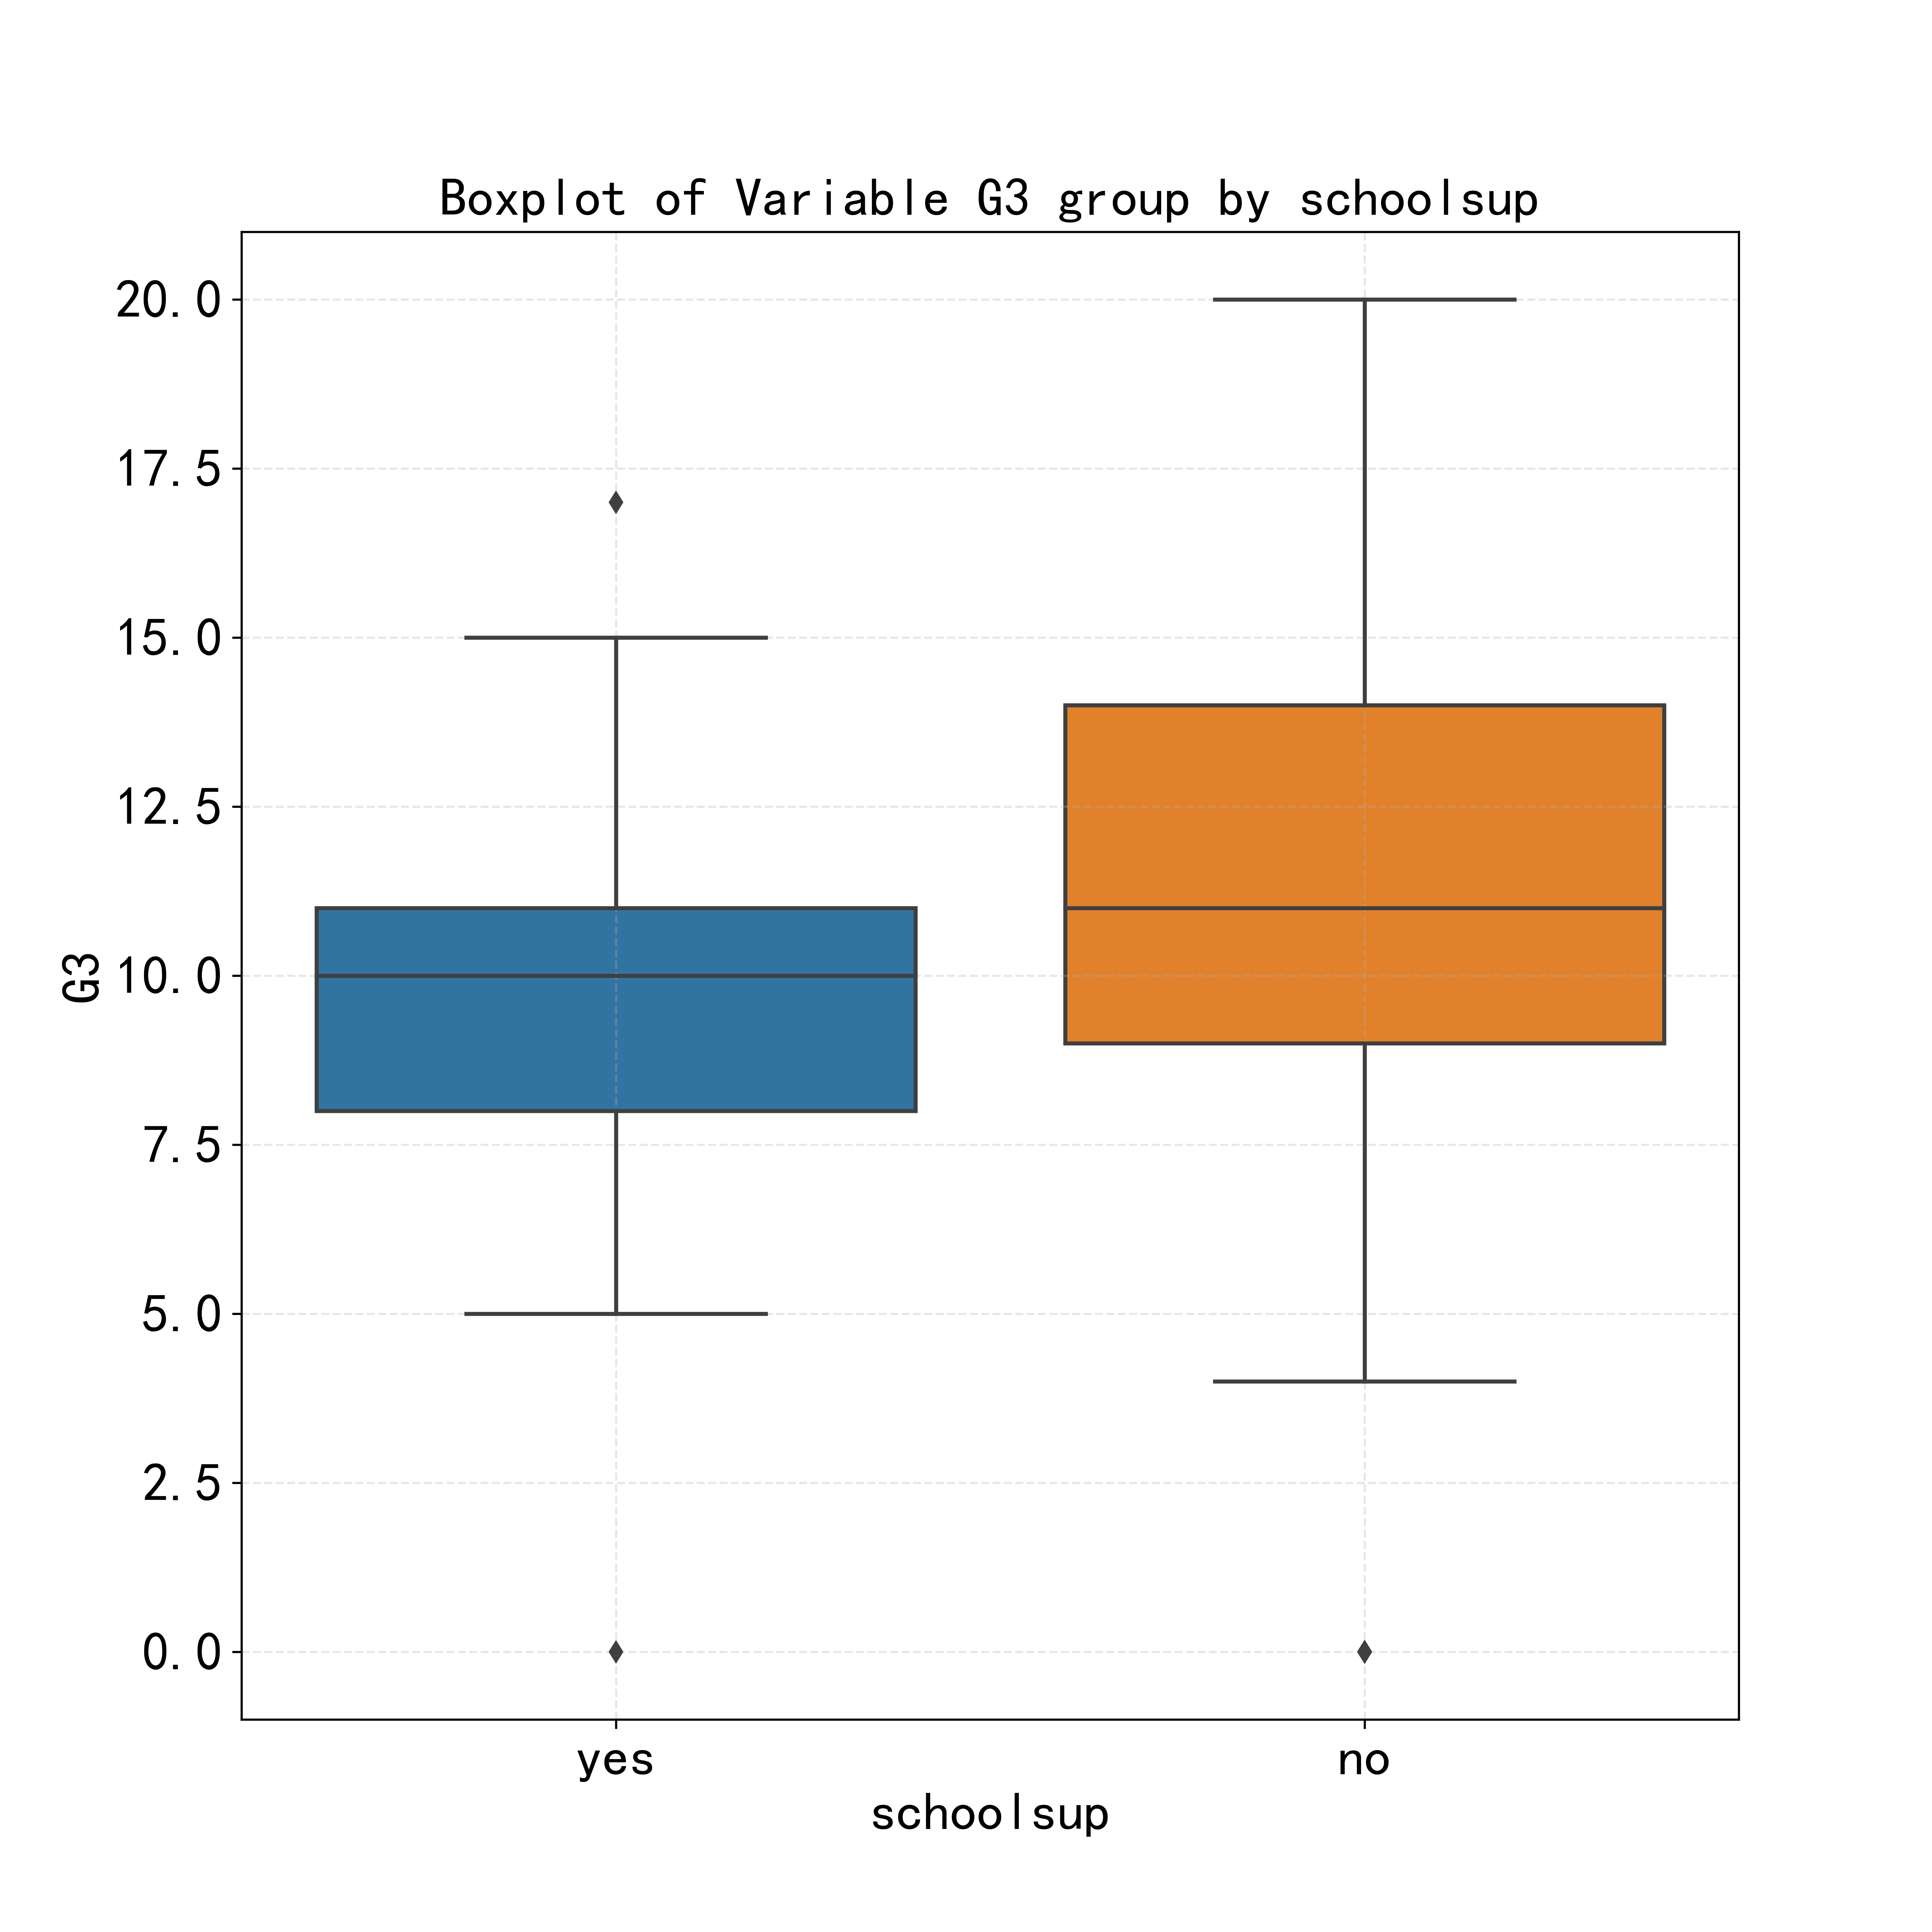 Boxplot of Variable G3 group by schoolsup
20.0
17.5
15.0
12.5
10.0
7.5
5.0
2.5
0.0
G3
yes no
schoolsup